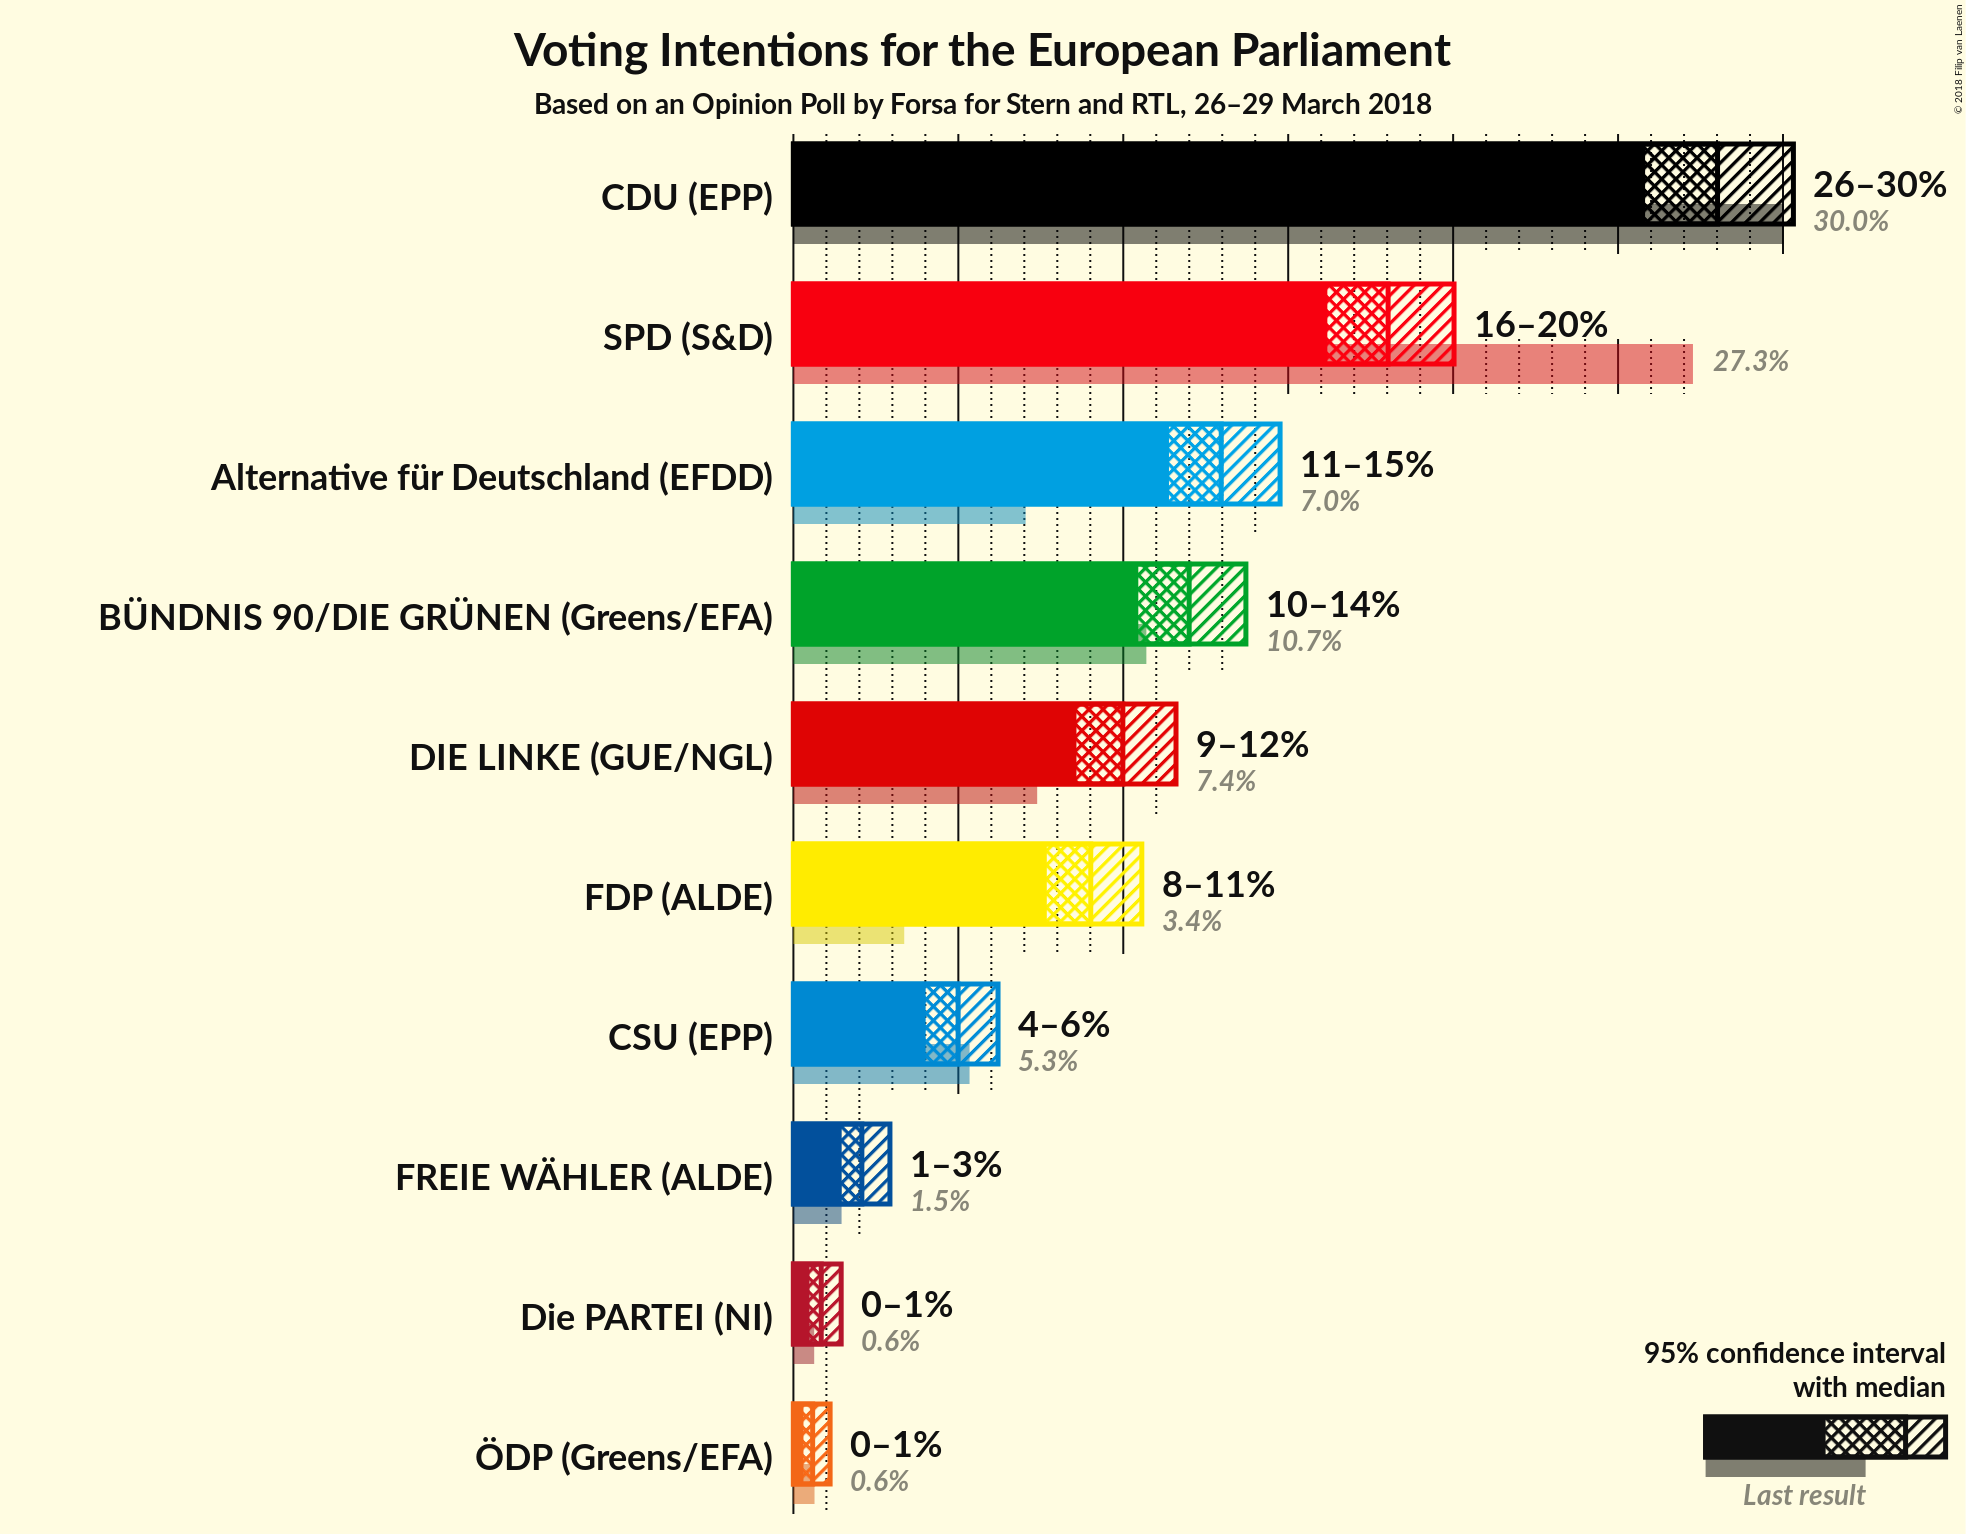 Voting Intentions for the European Parliament
Based on an Opinion Poll by Forsa for Stern and RTL, 26–29 March 2018
© 2018 Filip van Laenen
CDU (EPP)
26–30%
30.0%
SPD (S&D)
16–20%
27.3%
Alternative für Deutschland (EFDD)
11–15%
7.0%
BÜNDNIS 90/DIE GRÜNEN (Greens/EFA)
10–14%
10.7%
DIE LINKE (GUE/NGL)
9–12%
7.4%
FDP (ALDE)
8–11%
3.4%
CSU (EPP)
4–6%
5.3%
FREIE WÄHLER (ALDE)
1–3%
1.5%
Die PARTEI (NI)
0–1%
0.6%
ÖDP (Greens/EFA)
0–1%
0.6%
95% confidence interval
with median
Last result